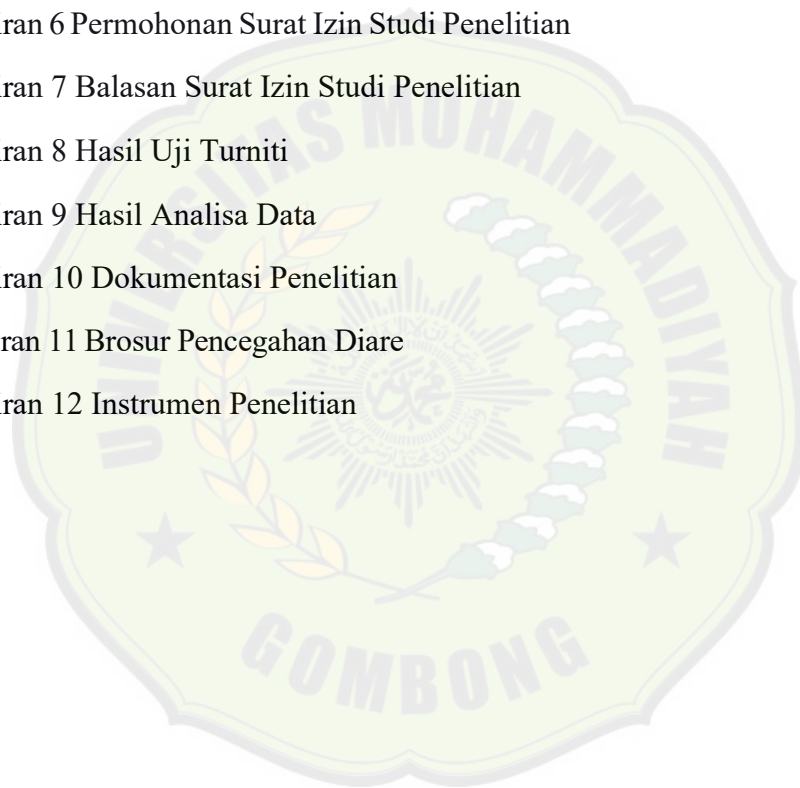 iran 6 Permohonan Surat Izin Studi Penelitian
iran 7 Balasan Surat Izin Studi Penelitian
iran 8 Hasil Uji Turniti
iran 9 Hasil Analisa Data
iran 10 Dokumentasi Penelitian
ran 11 Brosur Pencegahan Diare
iran 12 Instrumen Penelitian
UNIVERSITAS MUHAMMADIYAH
GOMBONG